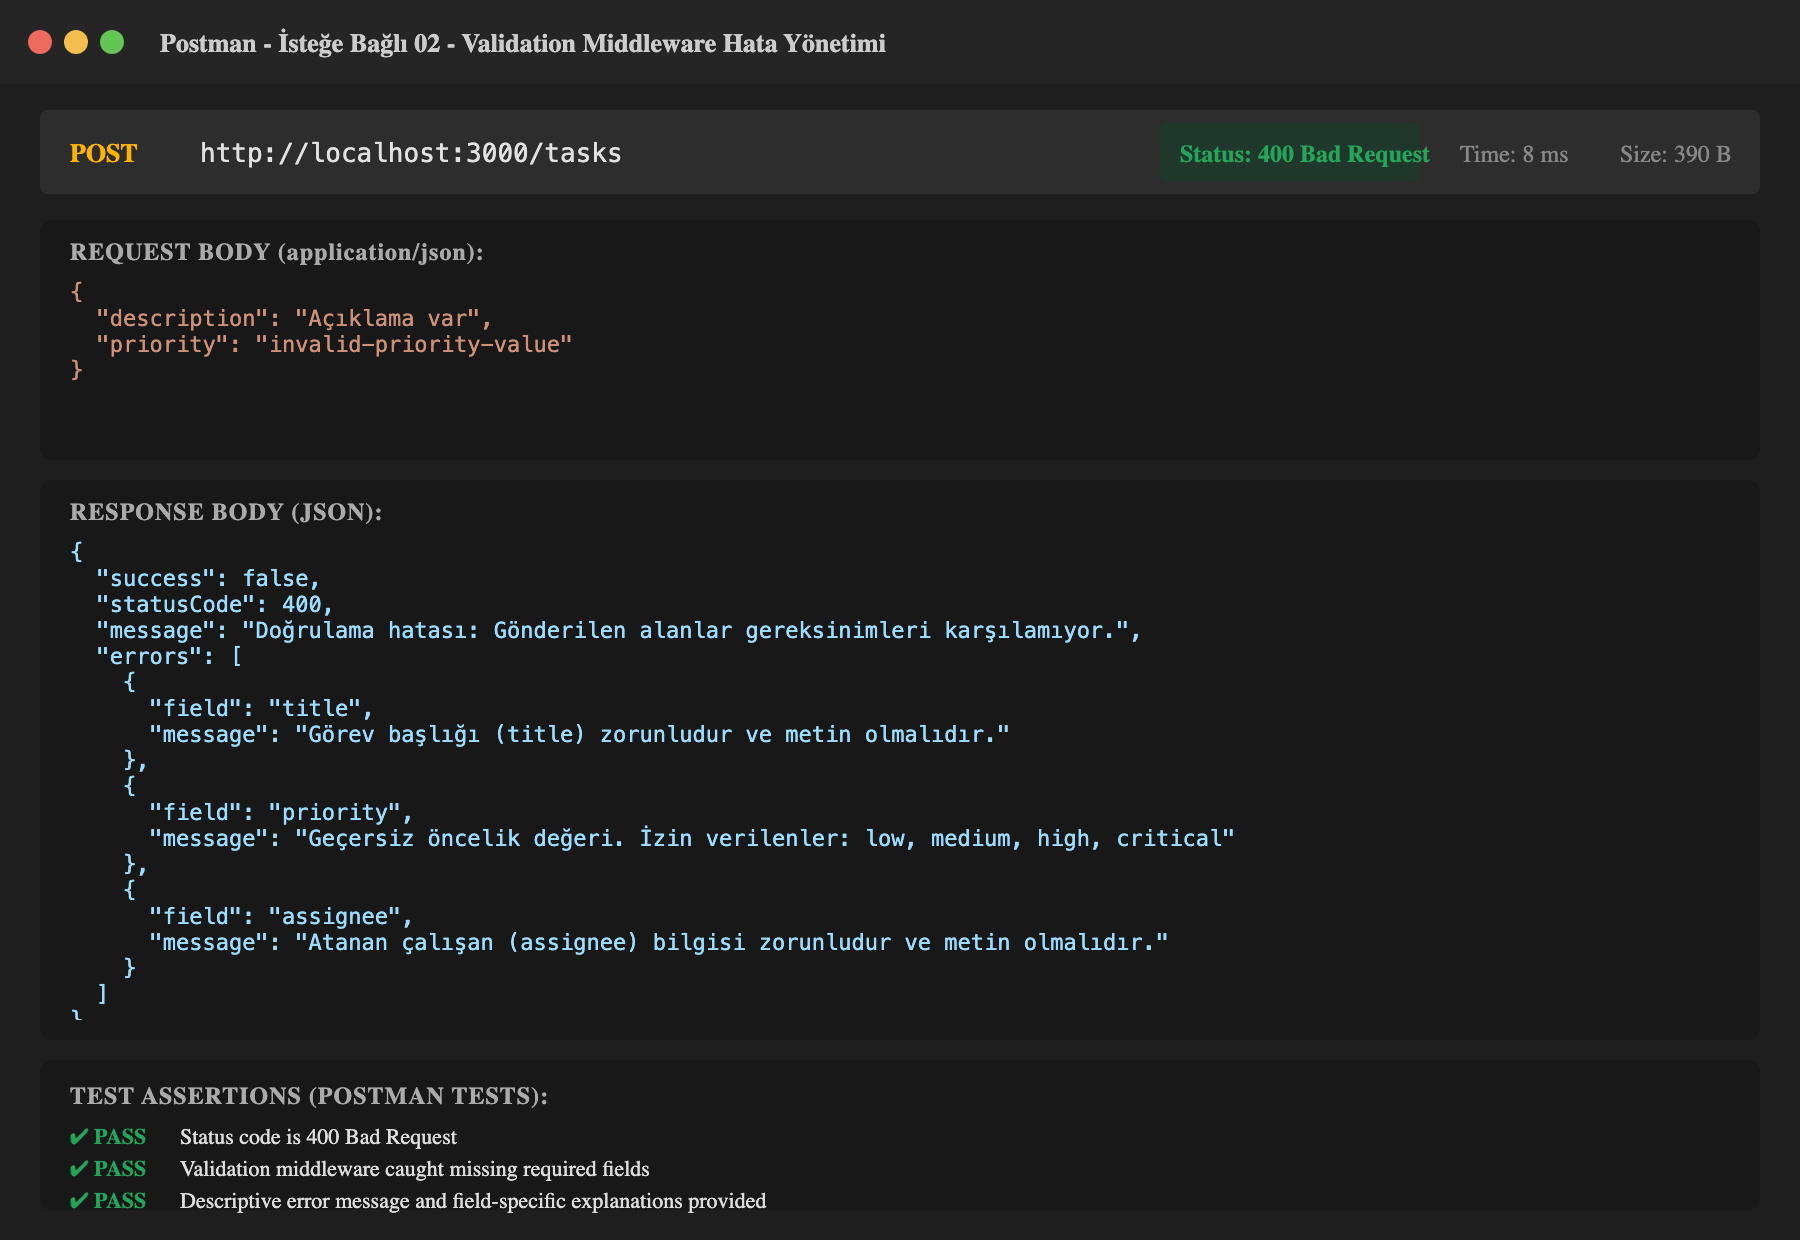 Postman - İsteğe Bağlı 02 - Validation Middleware Hata Yönetimi
POST http://localhost:3000/tasks Status: 400 Bad Request Time: 8 ms Size: 390 B
REQUEST BODY (application/json):
{
  "description": "Açıklama var",
  "priority": "invalid-priority-value"
}
RESPONSE BODY (JSON):
{
  "success": false,
  "statusCode": 400,
  "message": "Doğrulama hatası: Gönderilen alanlar gereksinimleri karşılamıyor.",
  "errors": [
    {
      "field": "title",
      "message": "Görev başlığı (title) zorunludur ve metin olmalıdır."
    },
    {
      "field": "priority",
      "message": "Geçersiz öncelik değeri. İzin verilenler: low, medium, high, critical"
    },
    {
      "field": "assignee",
      "message": "Atanan çalışan (assignee) bilgisi zorunludur ve metin olmalıdır."
    }
  ]
}
TEST ASSERTIONS (POSTMAN TESTS):
✔ PASS Status code is 400 Bad Request
✔ PASS Validation middleware caught missing required fields
✔ PASS Descriptive error message and field-specific explanations provided